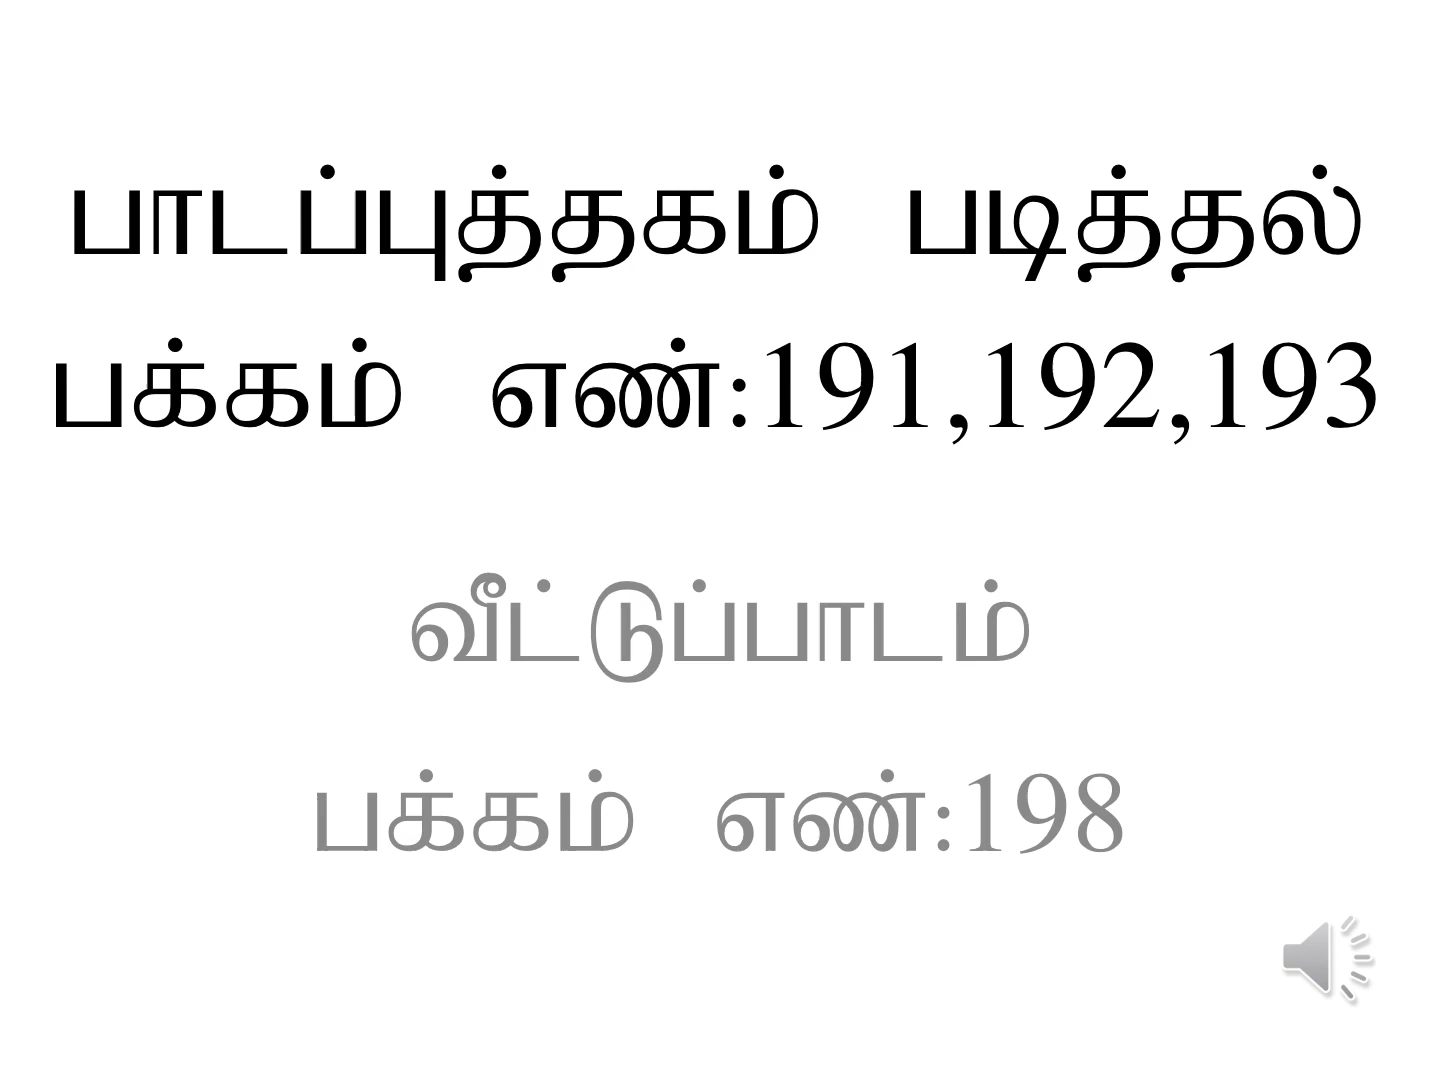 பாடப்புத்தகம் படித்தல்
பக்கம் எண்:191,192,193
வீட்டுப்பாடம்
பக்கம் எண்:198